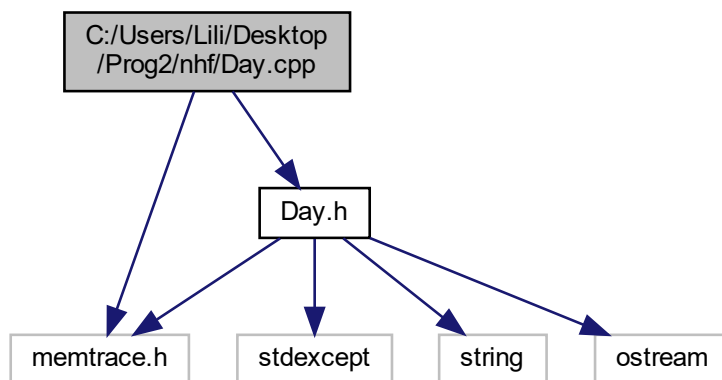 C:/Users/Lili/Desktop
/Prog2/nhf/Day.cpp
Day.h
memtrace.h
stdexcept
string
ostream